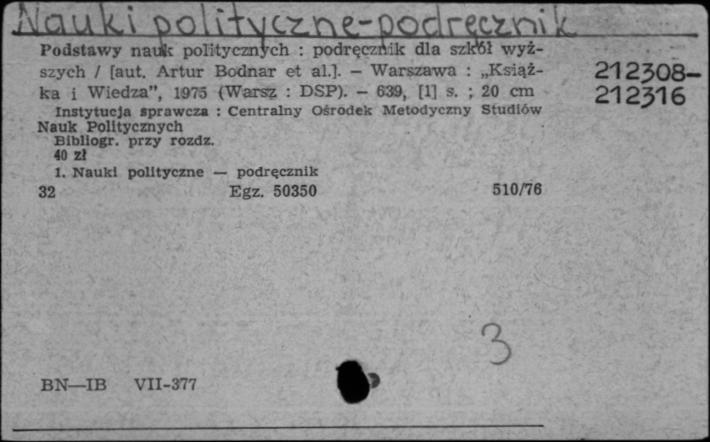 Nauki polityczne-podręcznik
Podstawy nauk politycznych : podręcznik dla szkół wyż-
szych / [aut. Artur Bodnar et al.]. — Warszawa : „Książ-
ka i Wiedza”, 1975 (Warsz : DSP). — 639, [1] s. ; 20 cm
212308-
212316
Instytucja sprawcza : Centralny Ośrodek Metodyczny Studiów
Nauk Politycznych
Bibliogr. przy rozdz.
40 zł
1. Nauki polityczne — podręcznik
32 Egz. 50350 510/76
3
BN—IB VII-377